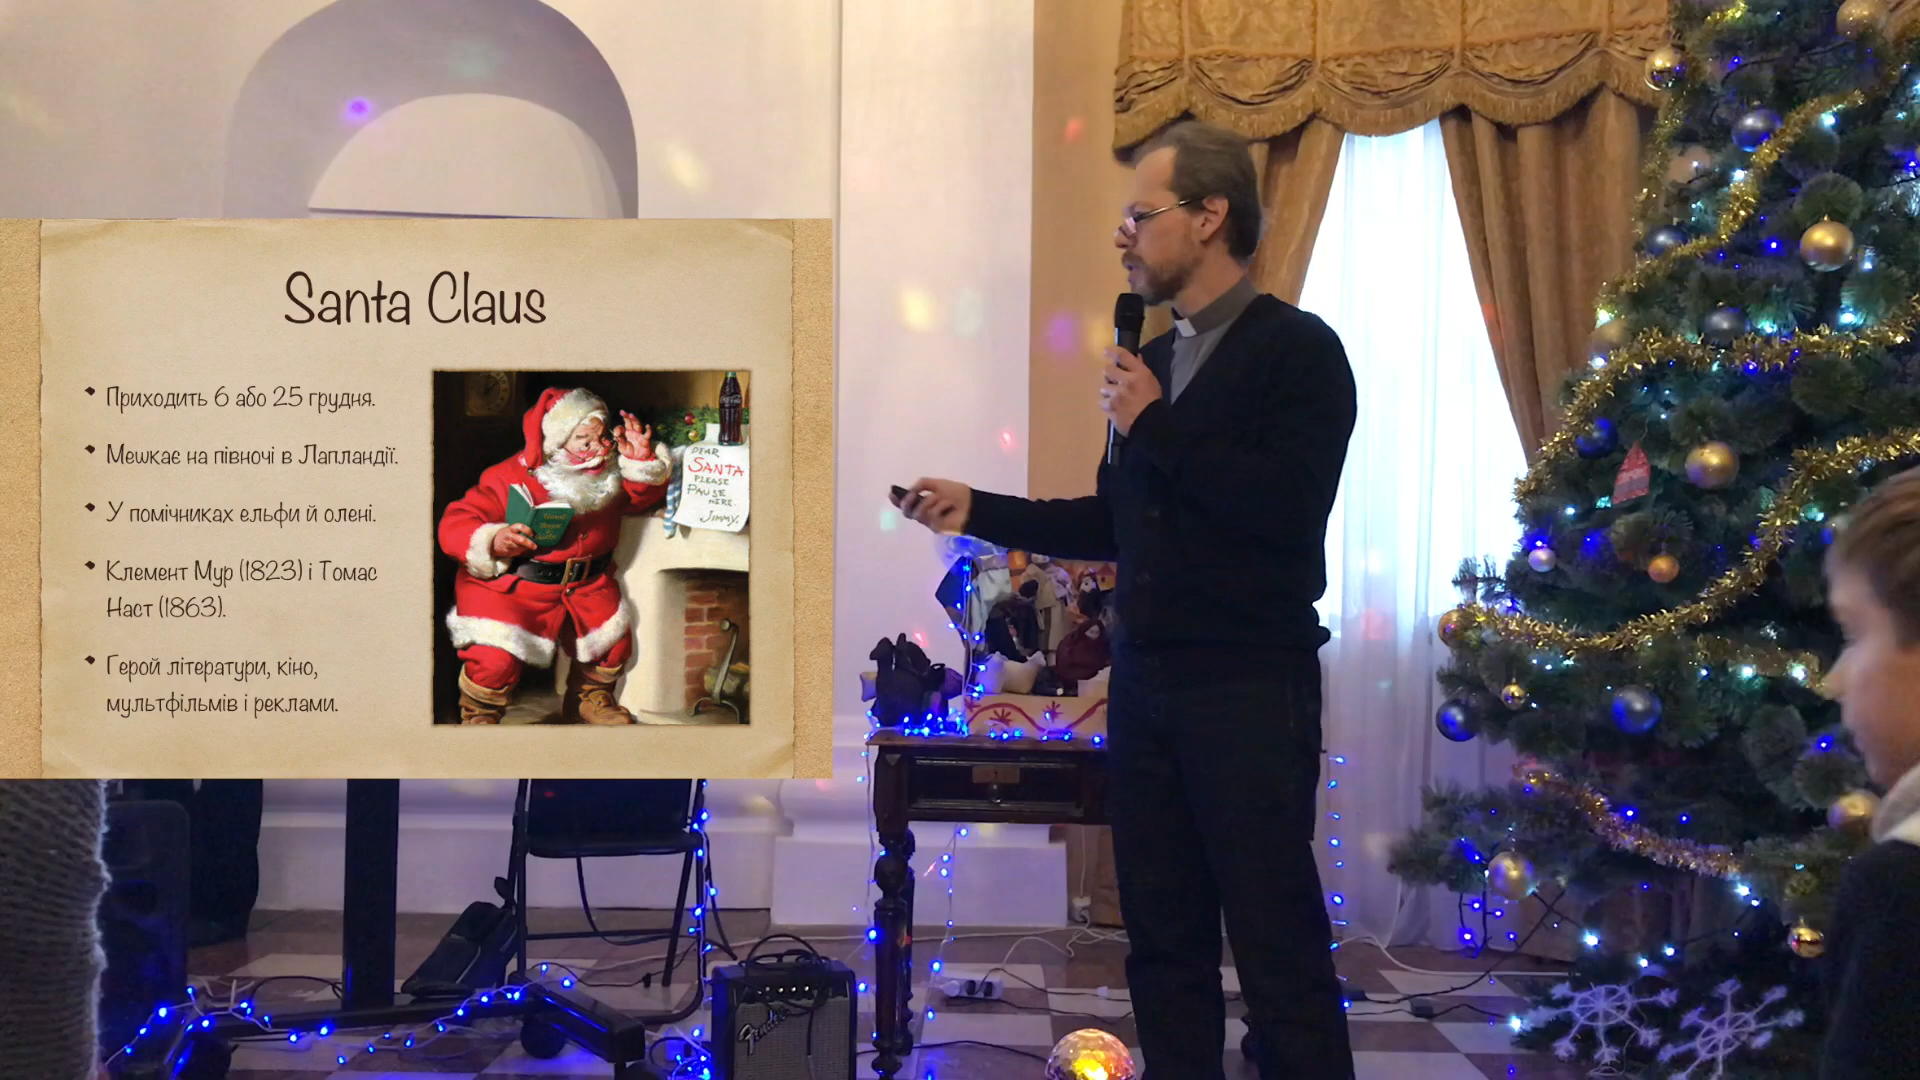 Santa Claus
Приходить 6 або 25 грудня.
Мешкає на півночі в Лапландії.
У помічниках ельфи й олені.
Клемент Мур (1823) і Томас
Наст (1863).
Герой літератури, кіно,
мультфільмів і реклами.
DEAR
SANTA
PLEASE
PAUSE
HERE.
JIMMY.
Fender